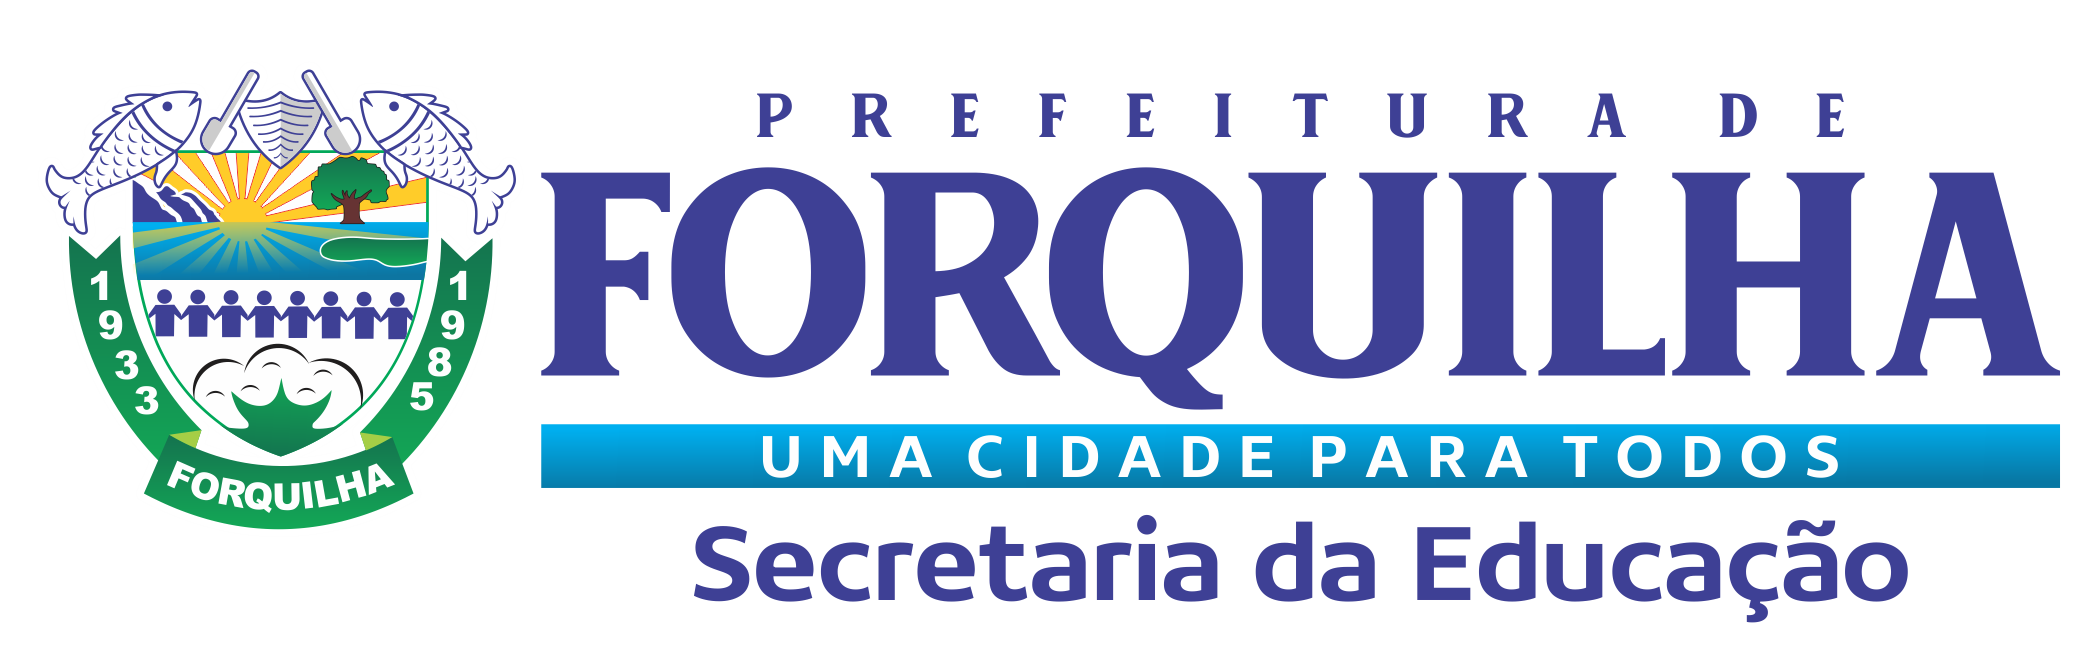 1933
1985
FORQUILHA
PREFEITURA DE
FORQUILHA
UMA CIDADE PARA TODOS
Secretaria da Educação